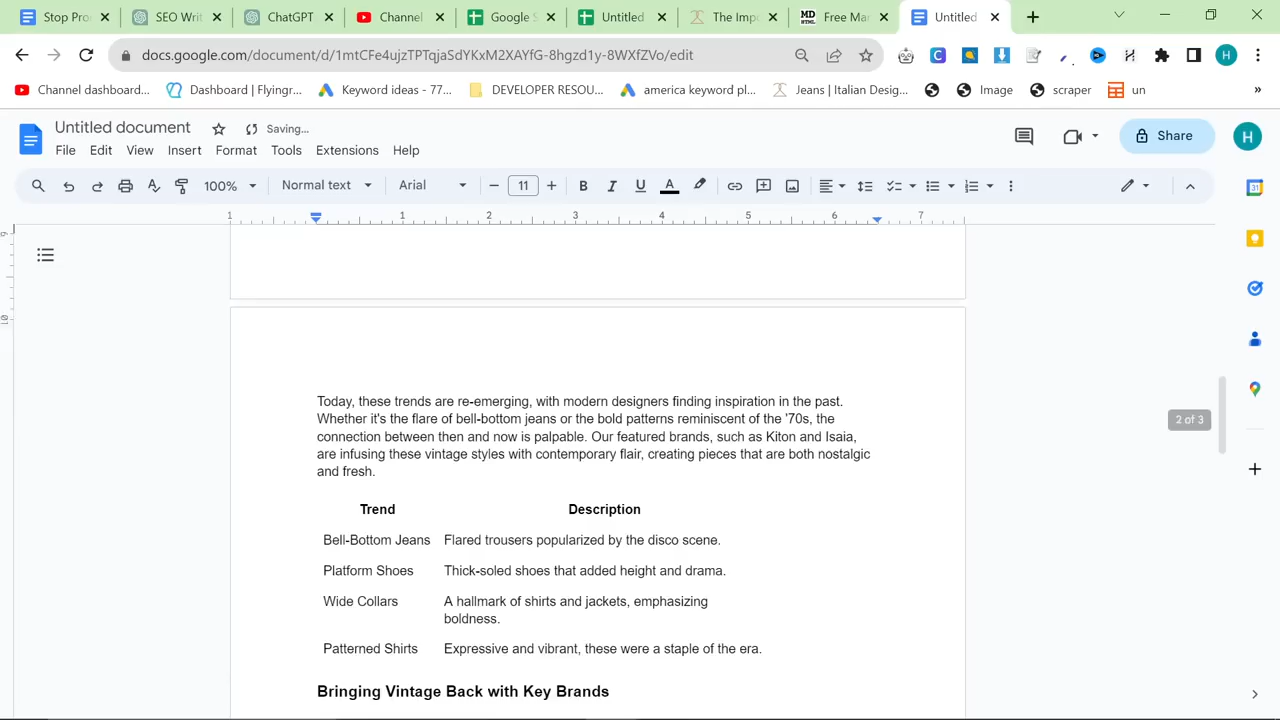 Stop Pro
SEO Writ
ChatGPT
Channel
Google S
Untitled
The Impo
Free Mar
Untitled
docs.google.com/document/d/1mtCFe4ujzTPTqjaSdYKxM2XAYfG-8hgzd1y-8WXfZVo/edit
Channel dashboard...
Dashboard | Flyingr...
Keyword ideas - 77...
DEVELOPER RESOU...
america keyword pl...
Jeans | Italian Desig...
Image
scraper
un
»
Untitled document
Saving...
File Edit View Insert Format Tools Extensions Help
Share
H
100%
Normal text
Arial
11
B I U A
1 1 2 3 4 5 6 7
9
10
2 of 3
31
Today, these trends are re-emerging, with modern designers finding inspiration in the past.
Whether it's the flare of bell-bottom jeans or the bold patterns reminiscent of the '70s, the
connection between then and now is palpable. Our featured brands, such as Kiton and Isaia,
are infusing these vintage styles with contemporary flair, creating pieces that are both nostalgic
and fresh.
Trend Description
Bell-Bottom Jeans Flared trousers popularized by the disco scene.
Platform Shoes Thick-soled shoes that added height and drama.
Wide Collars A hallmark of shirts and jackets, emphasizing
boldness.
Patterned Shirts Expressive and vibrant, these were a staple of the era.
Bringing Vintage Back with Key Brands